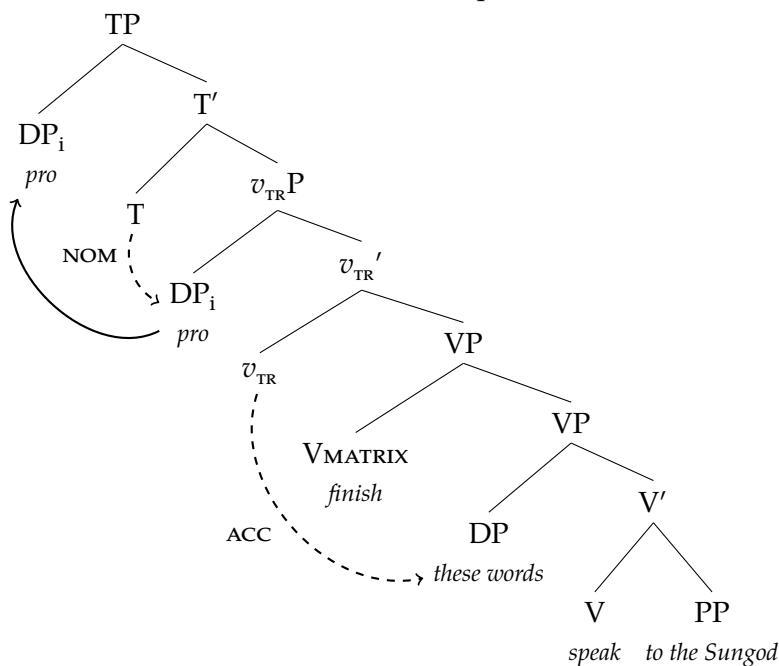 TP
DPi
pro
T′
T
vTRP
NOM
DPi
pro
vTR′
vTR
VP
VMATRIX
finish
VP
ACC
DP
these words
V′
V
speak
PP
to the Sungod